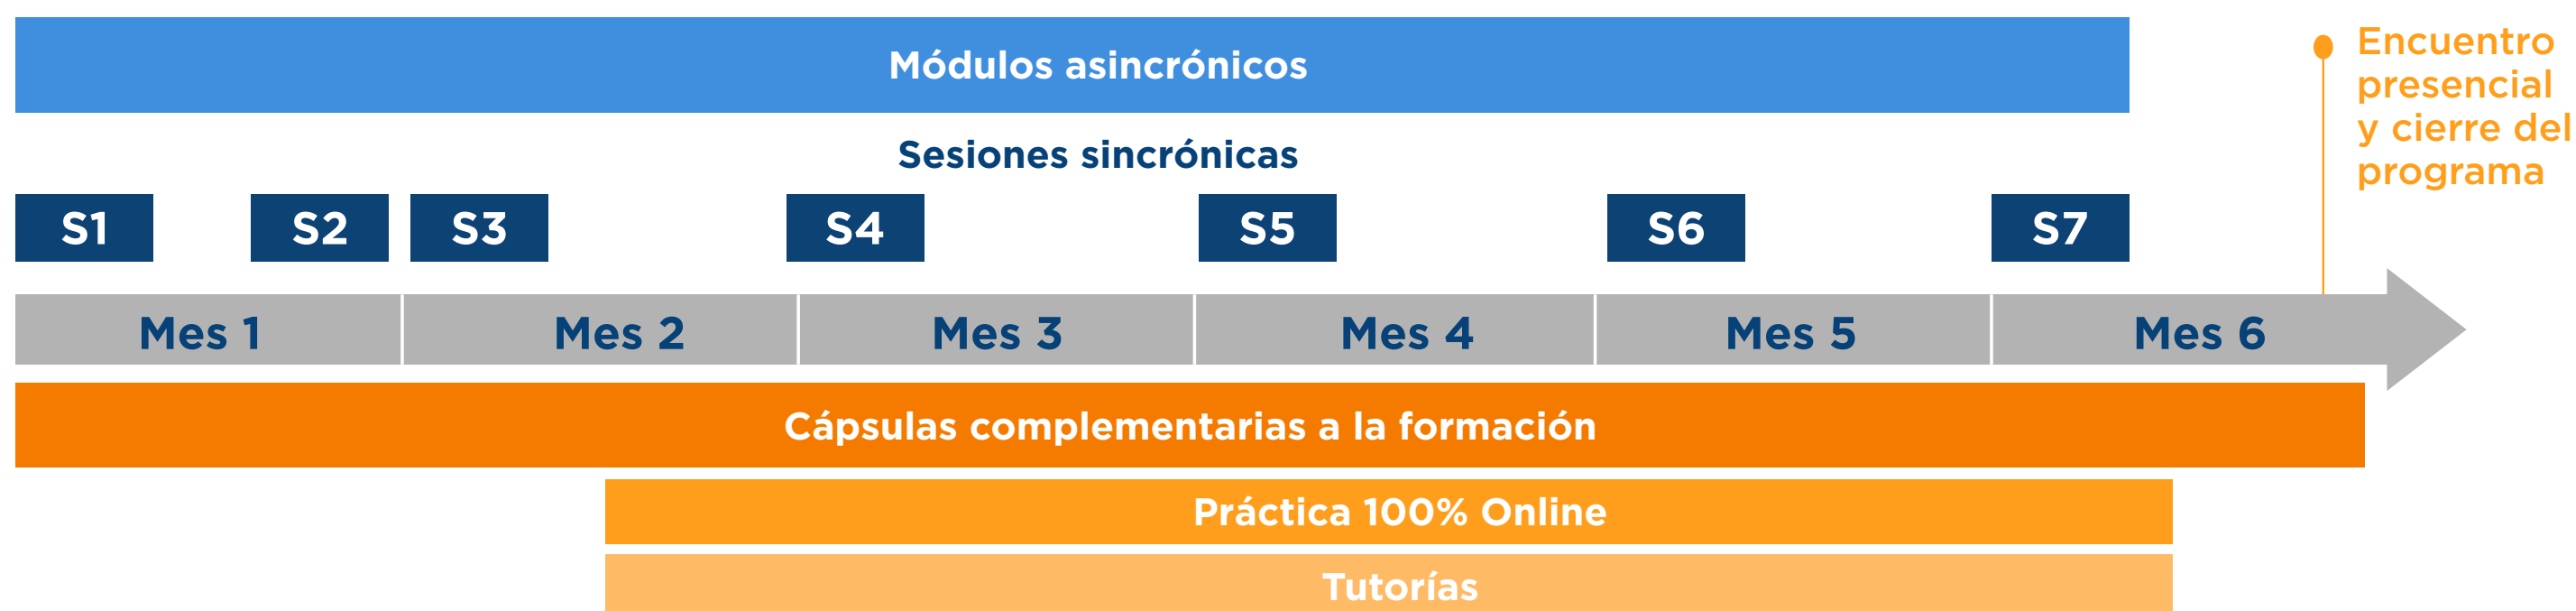 Módulos asincrónicos
Encuentro
presencial
y cierre del
programa
Sesiones sincrónicas
S1
S2
S3
S4
S5
S6
S7
Mes 1
Mes 2
Mes 3
Mes 4
Mes 5
Mes 6
Cápsulas complementarias a la formación
Práctica 100% Online
Tutorías